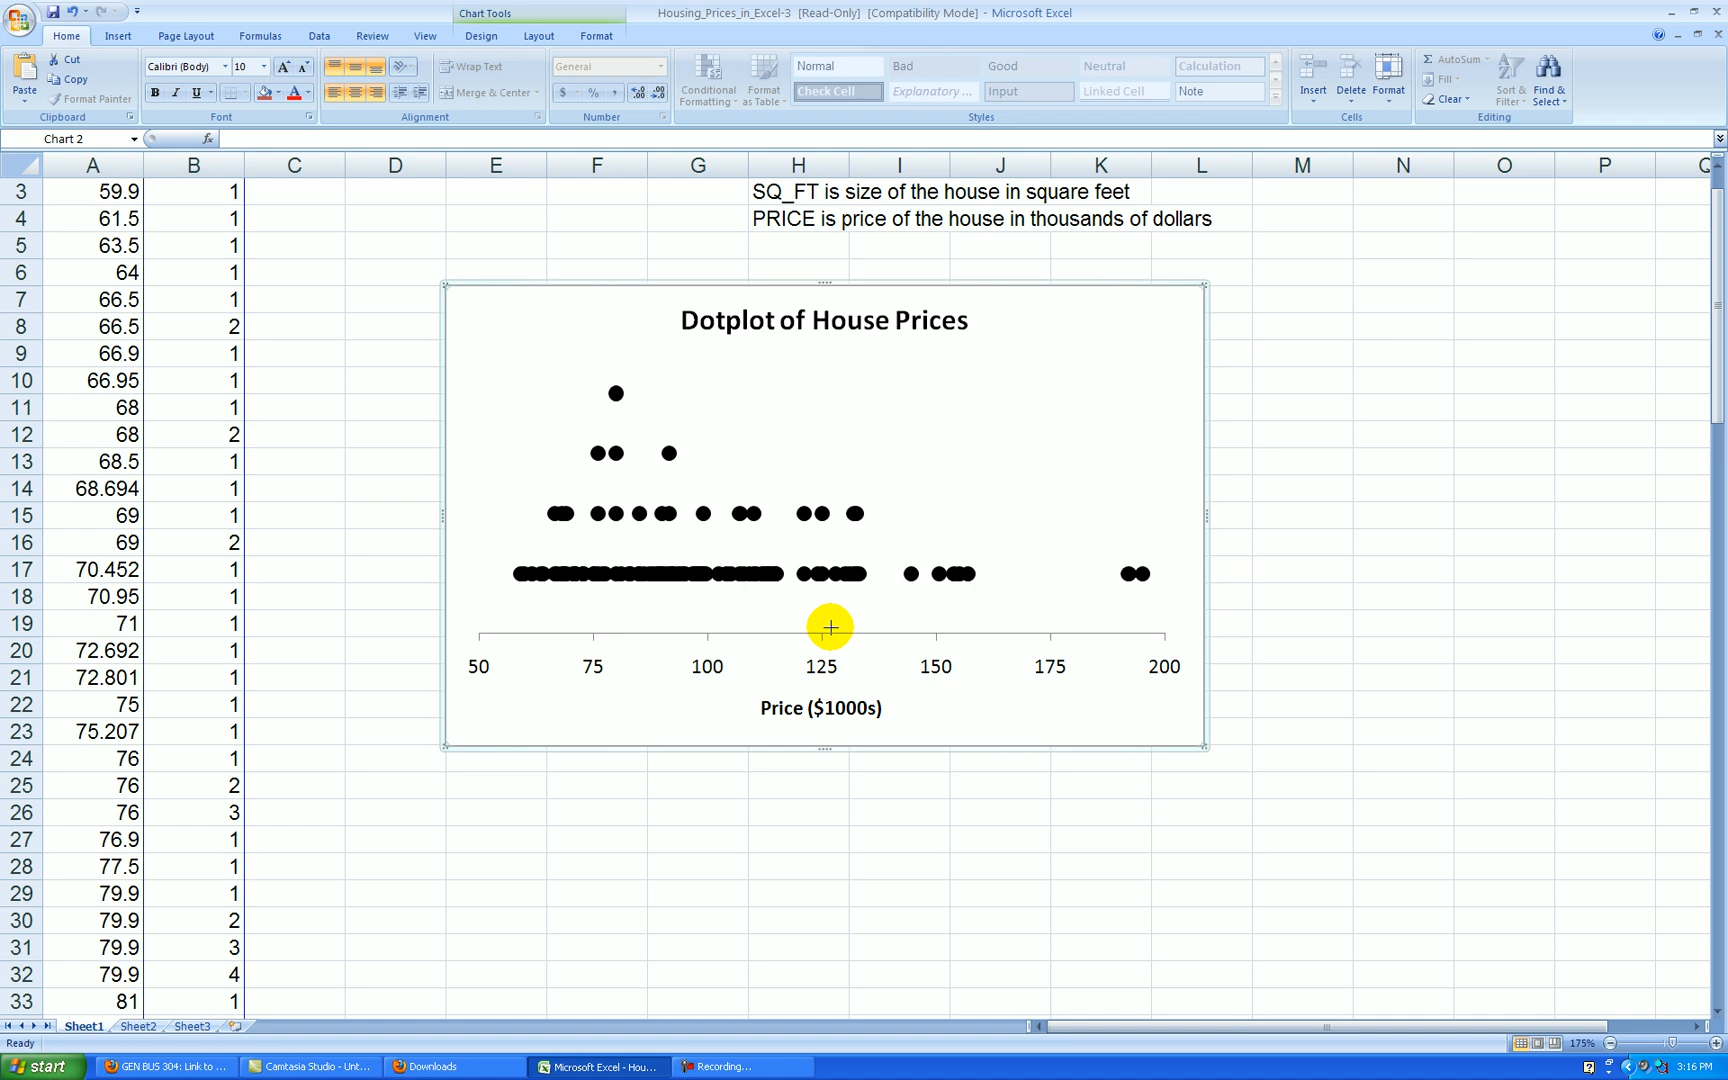 Chart Tools
Housing_Prices_in_Excel-3 [Read-Only] [Compatibility Mode] - Microsoft Excel
Home Insert Page Layout Formulas Data Review View Design Layout Format
Paste Cut Copy Format Painter
Calibri (Body) 10
B I U
Wrap Text
Merge & Center
General
$ % ,
Conditional Formatting
Format as Table
Normal Bad Good Neutral Calculation
Check Cell Explanatory ... Input Linked Cell Note
Insert Delete Format
AutoSum
Fill
Clear
Sort & Filter
Find & Select
Clipboard Font Alignment Number Styles Cells Editing
Chart 2 fx
A B C D E F G H I J K L M N O P Q
3 59.9 1 SQ_FT is size of the house in square feet
4 61.5 1 PRICE is price of the house in thousands of dollars
5 63.5 1
6 64 1
7 66.5 1
8 66.5 2
9 66.9 1
10 66.95 1
11 68 1
12 68 2
13 68.5 1
14 68.694 1
15 69 1
16 69 2
17 70.452 1
18 70.95 1
19 71 1
20 72.692 1
21 72.801 1
22 75 1
23 75.207 1
24 76 1
25 76 2
26 76 3
27 76.9 1
28 77.5 1
29 79.9 1
30 79.9 2
31 79.9 3
32 79.9 4
33 81 1
Dotplot of House Prices
50 75 100 125 150 175 200
Price ($1000s)
Sheet1 Sheet2 Sheet3
Ready 175%
start GEN BUS 304: Link to ... Camtasia Studio - Unt... Downloads Microsoft Excel - Hou... Recording... 3:16 PM